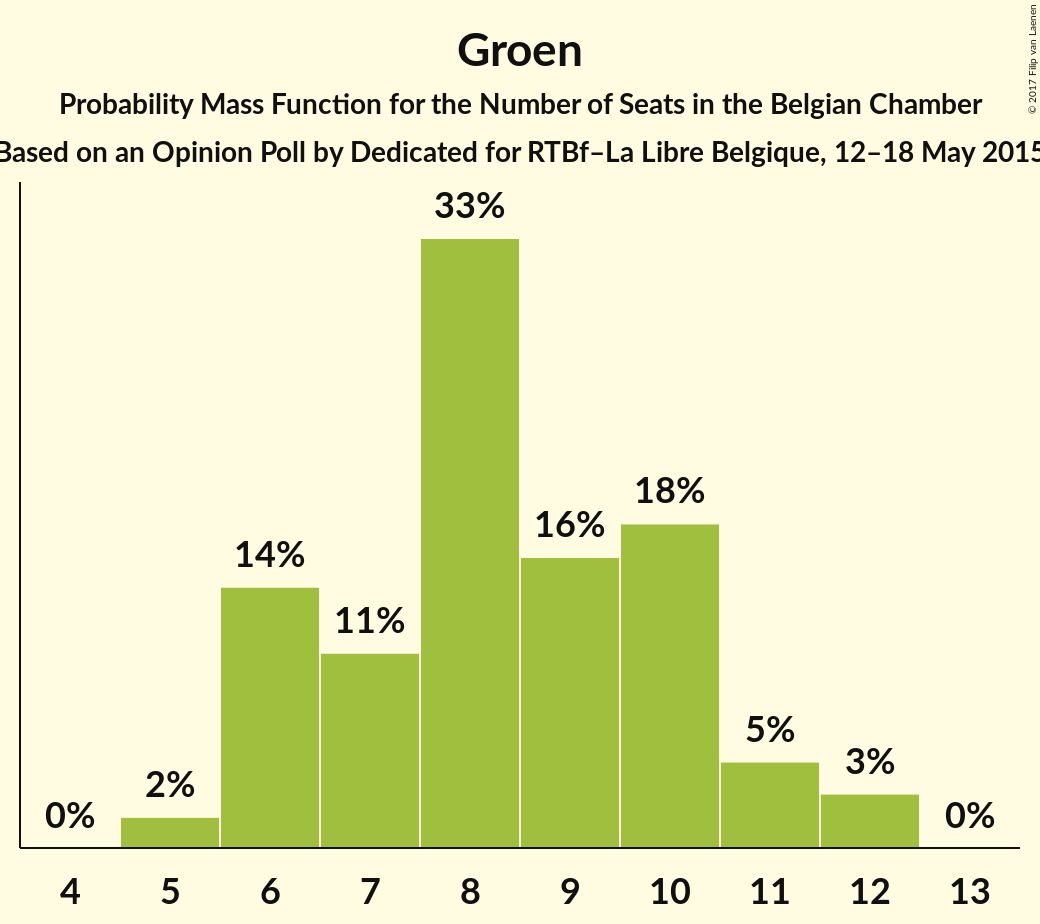 Groen
Probability Mass Function for the Number of Seats in the Belgian Chamber
Based on an Opinion Poll by Dedicated for RTBf–La Libre Belgique, 12–18 May 2015
© 2017 Filip van Laenen
0% 2% 14% 11% 33% 16% 18% 5% 3% 0%
4 5 6 7 8 9 10 11 12 13